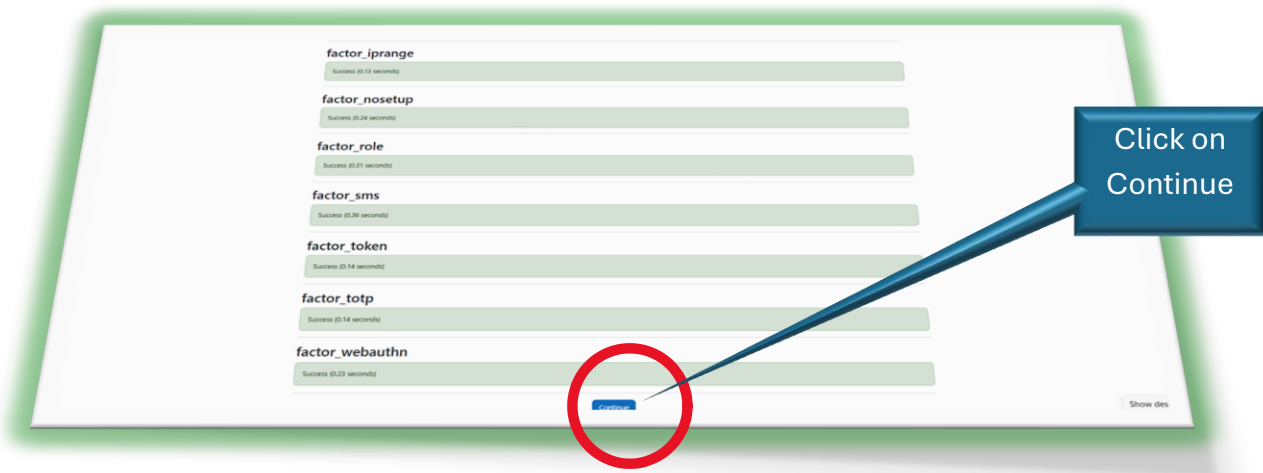 factor_iprange
Success (0.13 seconds)
factor_nosetup
Success (0.24 seconds)
factor_role
Success (0.31 seconds)
factor_sms
Success (0.36 seconds)
factor_token
Success (0.14 seconds)
factor_totp
Success (0.14 seconds)
factor_webauthn
Success (0.23 seconds)
Continue
Show des
Click on
Continue